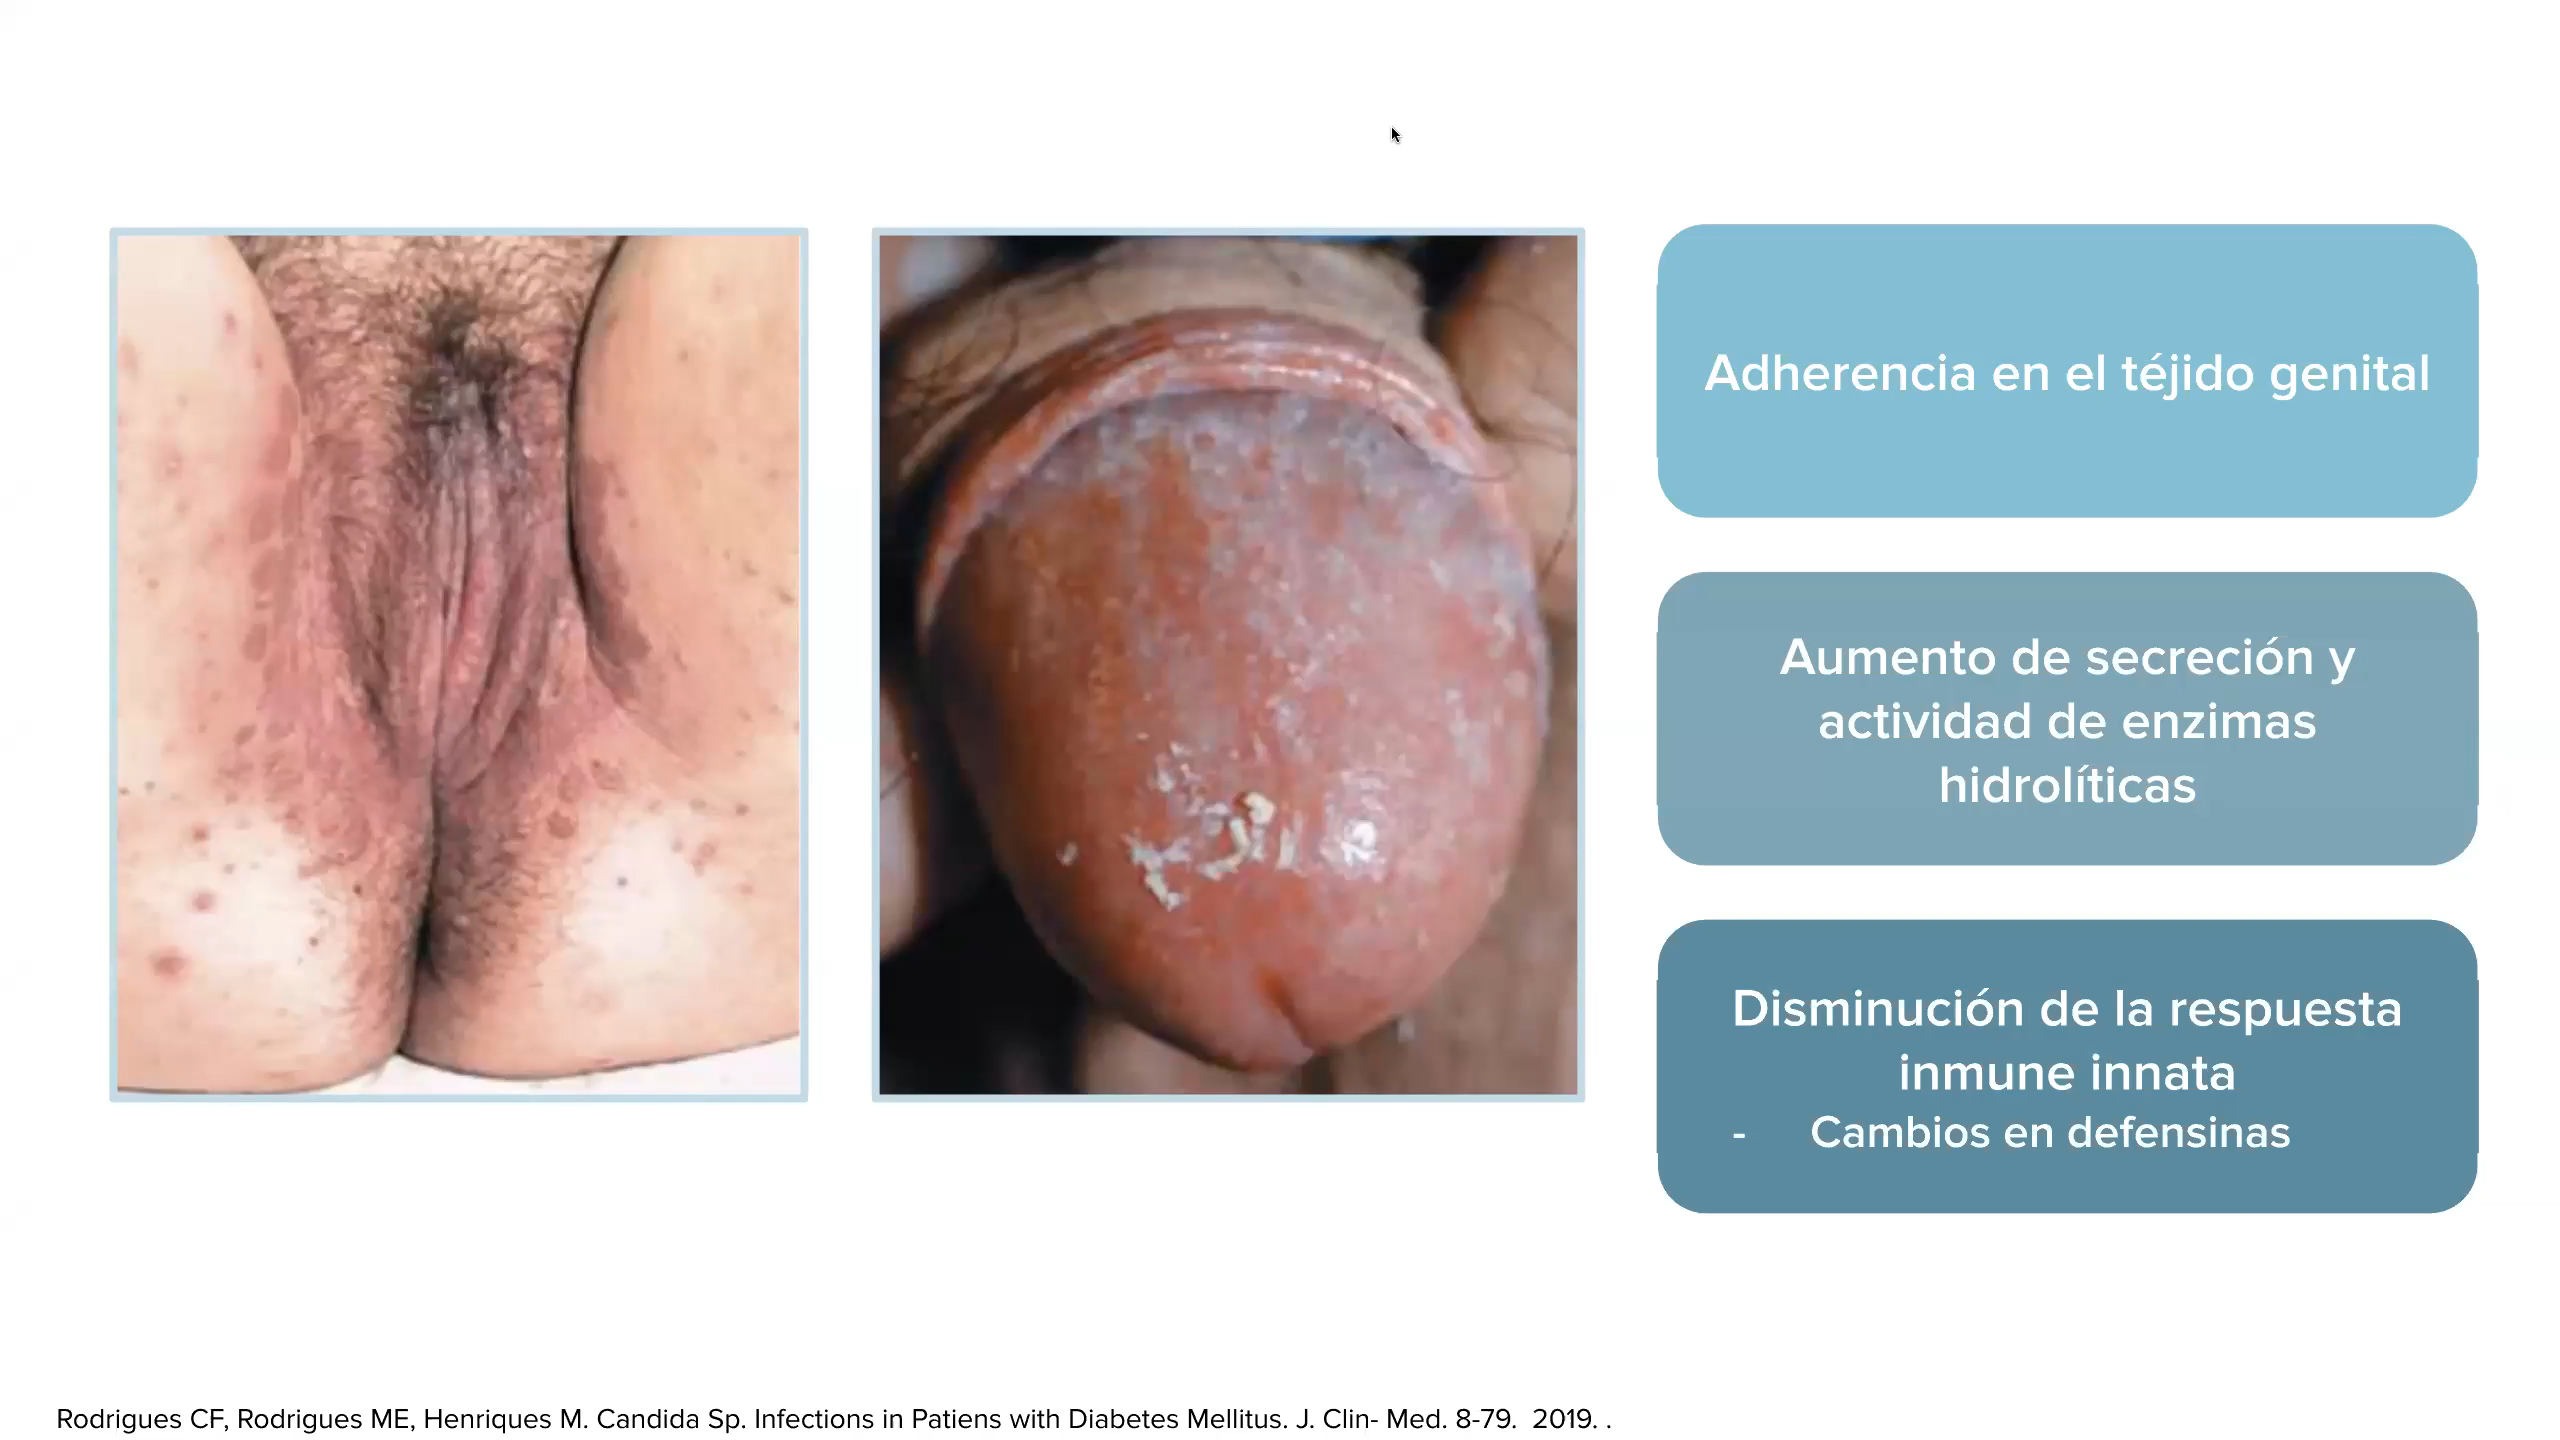 Adherencia en el téjido genital
Aumento de secreción y
actividad de enzimas
hidrolíticas
Disminución de la respuesta
inmune innata
- Cambios en defensinas
Rodrigues CF, Rodrigues ME, Henriques M. Candida Sp. Infections in Patiens with Diabetes Mellitus. J. Clin- Med. 8-79. 2019. .